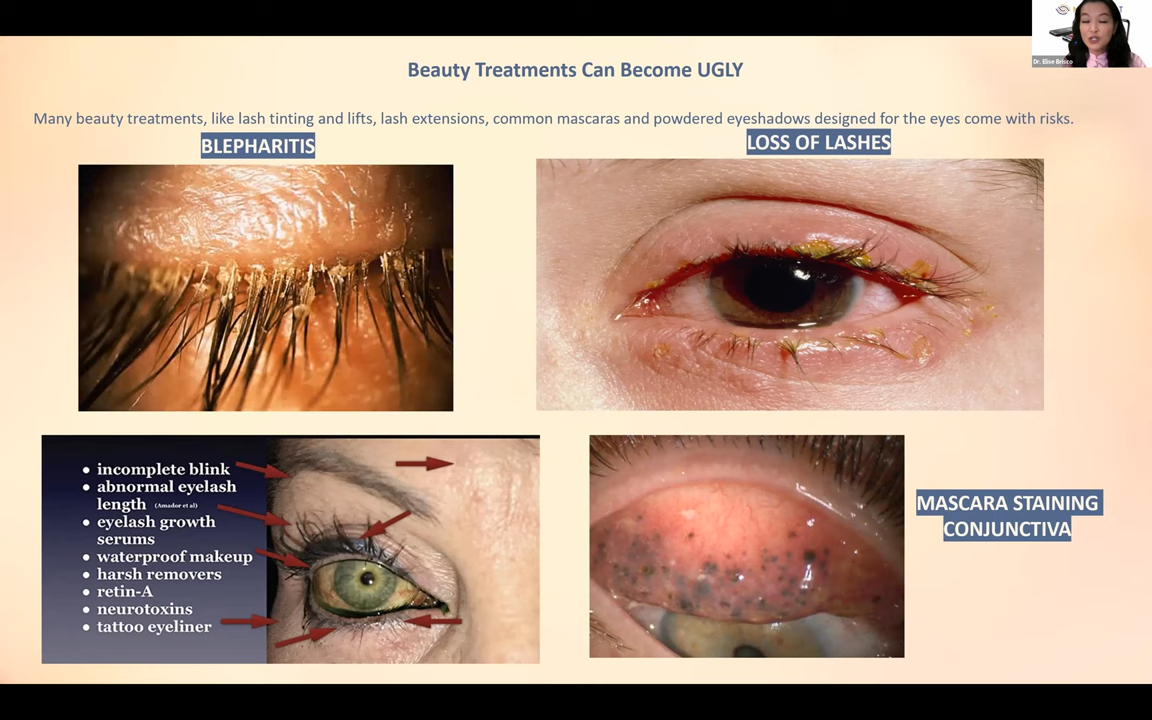 Dr. Elise Brisco
Beauty Treatments Can Become UGLY
Many beauty treatments, like lash tinting and lifts, lash extensions, common mascaras and powdered eyeshadows designed for the eyes come with risks.
BLEPHARITIS
LOSS OF LASHES
• incomplete blink
• abnormal eyelash
length (Amador et al)
• eyelash growth
serums
• waterproof makeup
• harsh removers
• retin-A
• neurotoxins
• tattoo eyeliner
MASCARA STAINING
CONJUNCTIVA